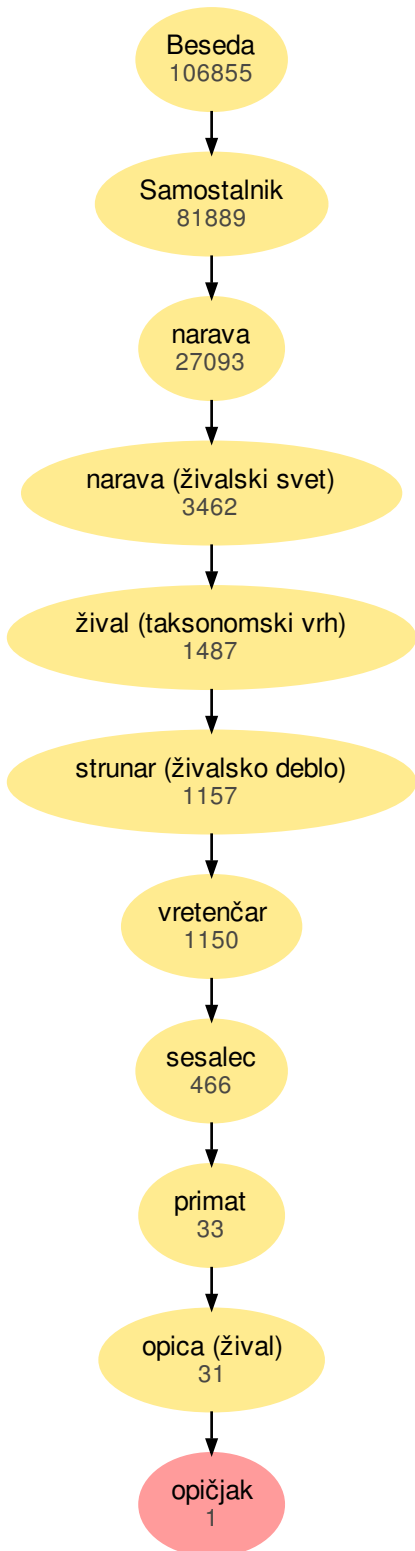 Beseda
106855
Samostalnik
81889
narava
27093
narava (živalski svet)
3462
žival (taksonomski vrh)
1487
strunar (živalsko deblo)
1157
vretenčar
1150
sesalec
466
primat
33
opica (žival)
31
opičjak
1